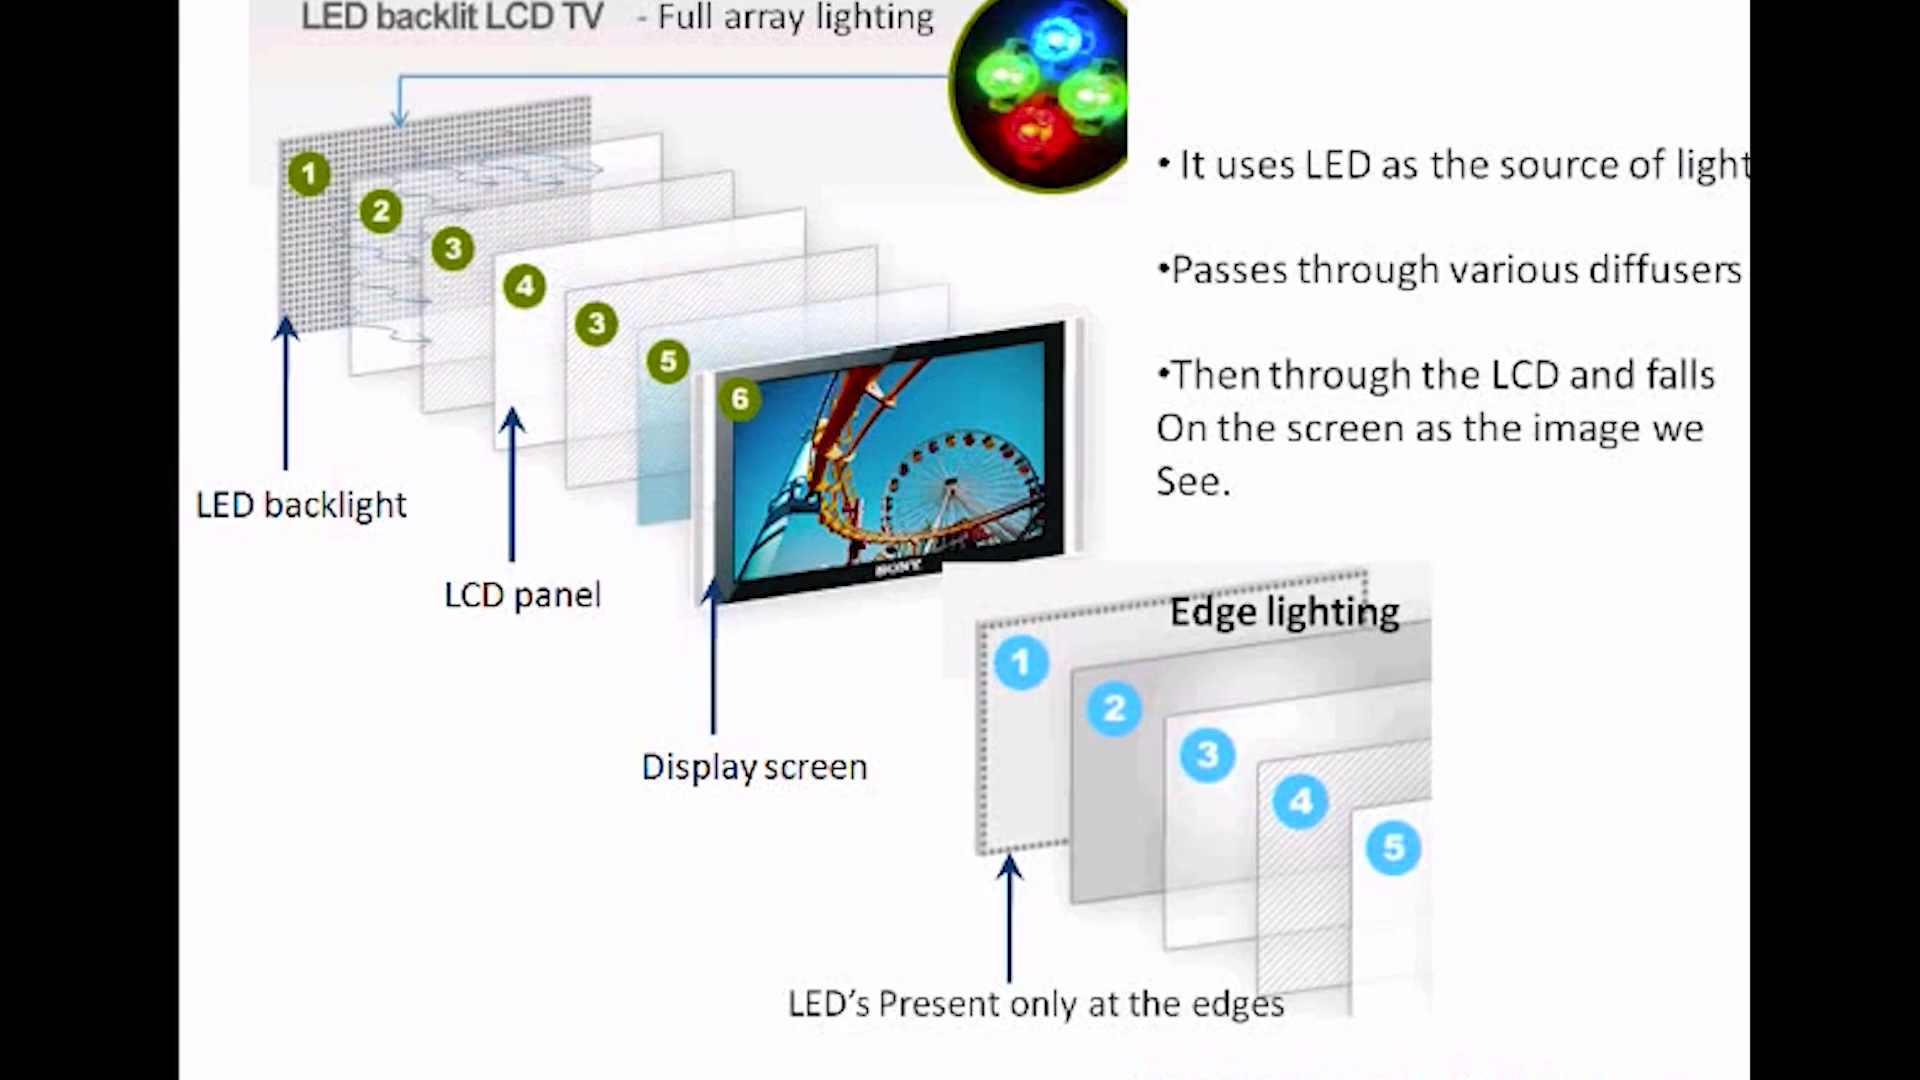 LED backlit LCD TV - Full array lighting
1
2
3
4
3
5
6
SONY
LED backlight
LCD panel
Display screen
• It uses LED as the source of light
•Passes through various diffusers
•Then through the LCD and falls
On the screen as the image we
See.
Edge lighting
1
2
3
4
5
LED's Present only at the edges